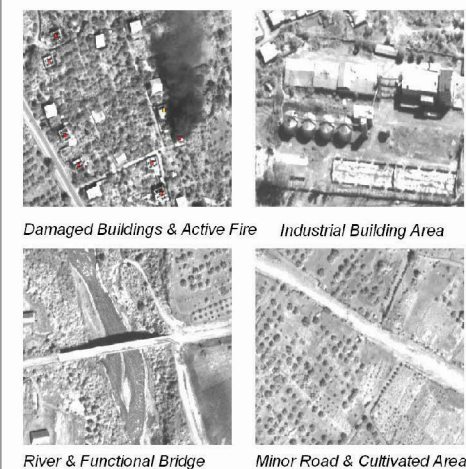 Damaged Buildings & Active Fire
Industrial Building Area
River & Functional Bridge
Minor Road & Cultivated Area